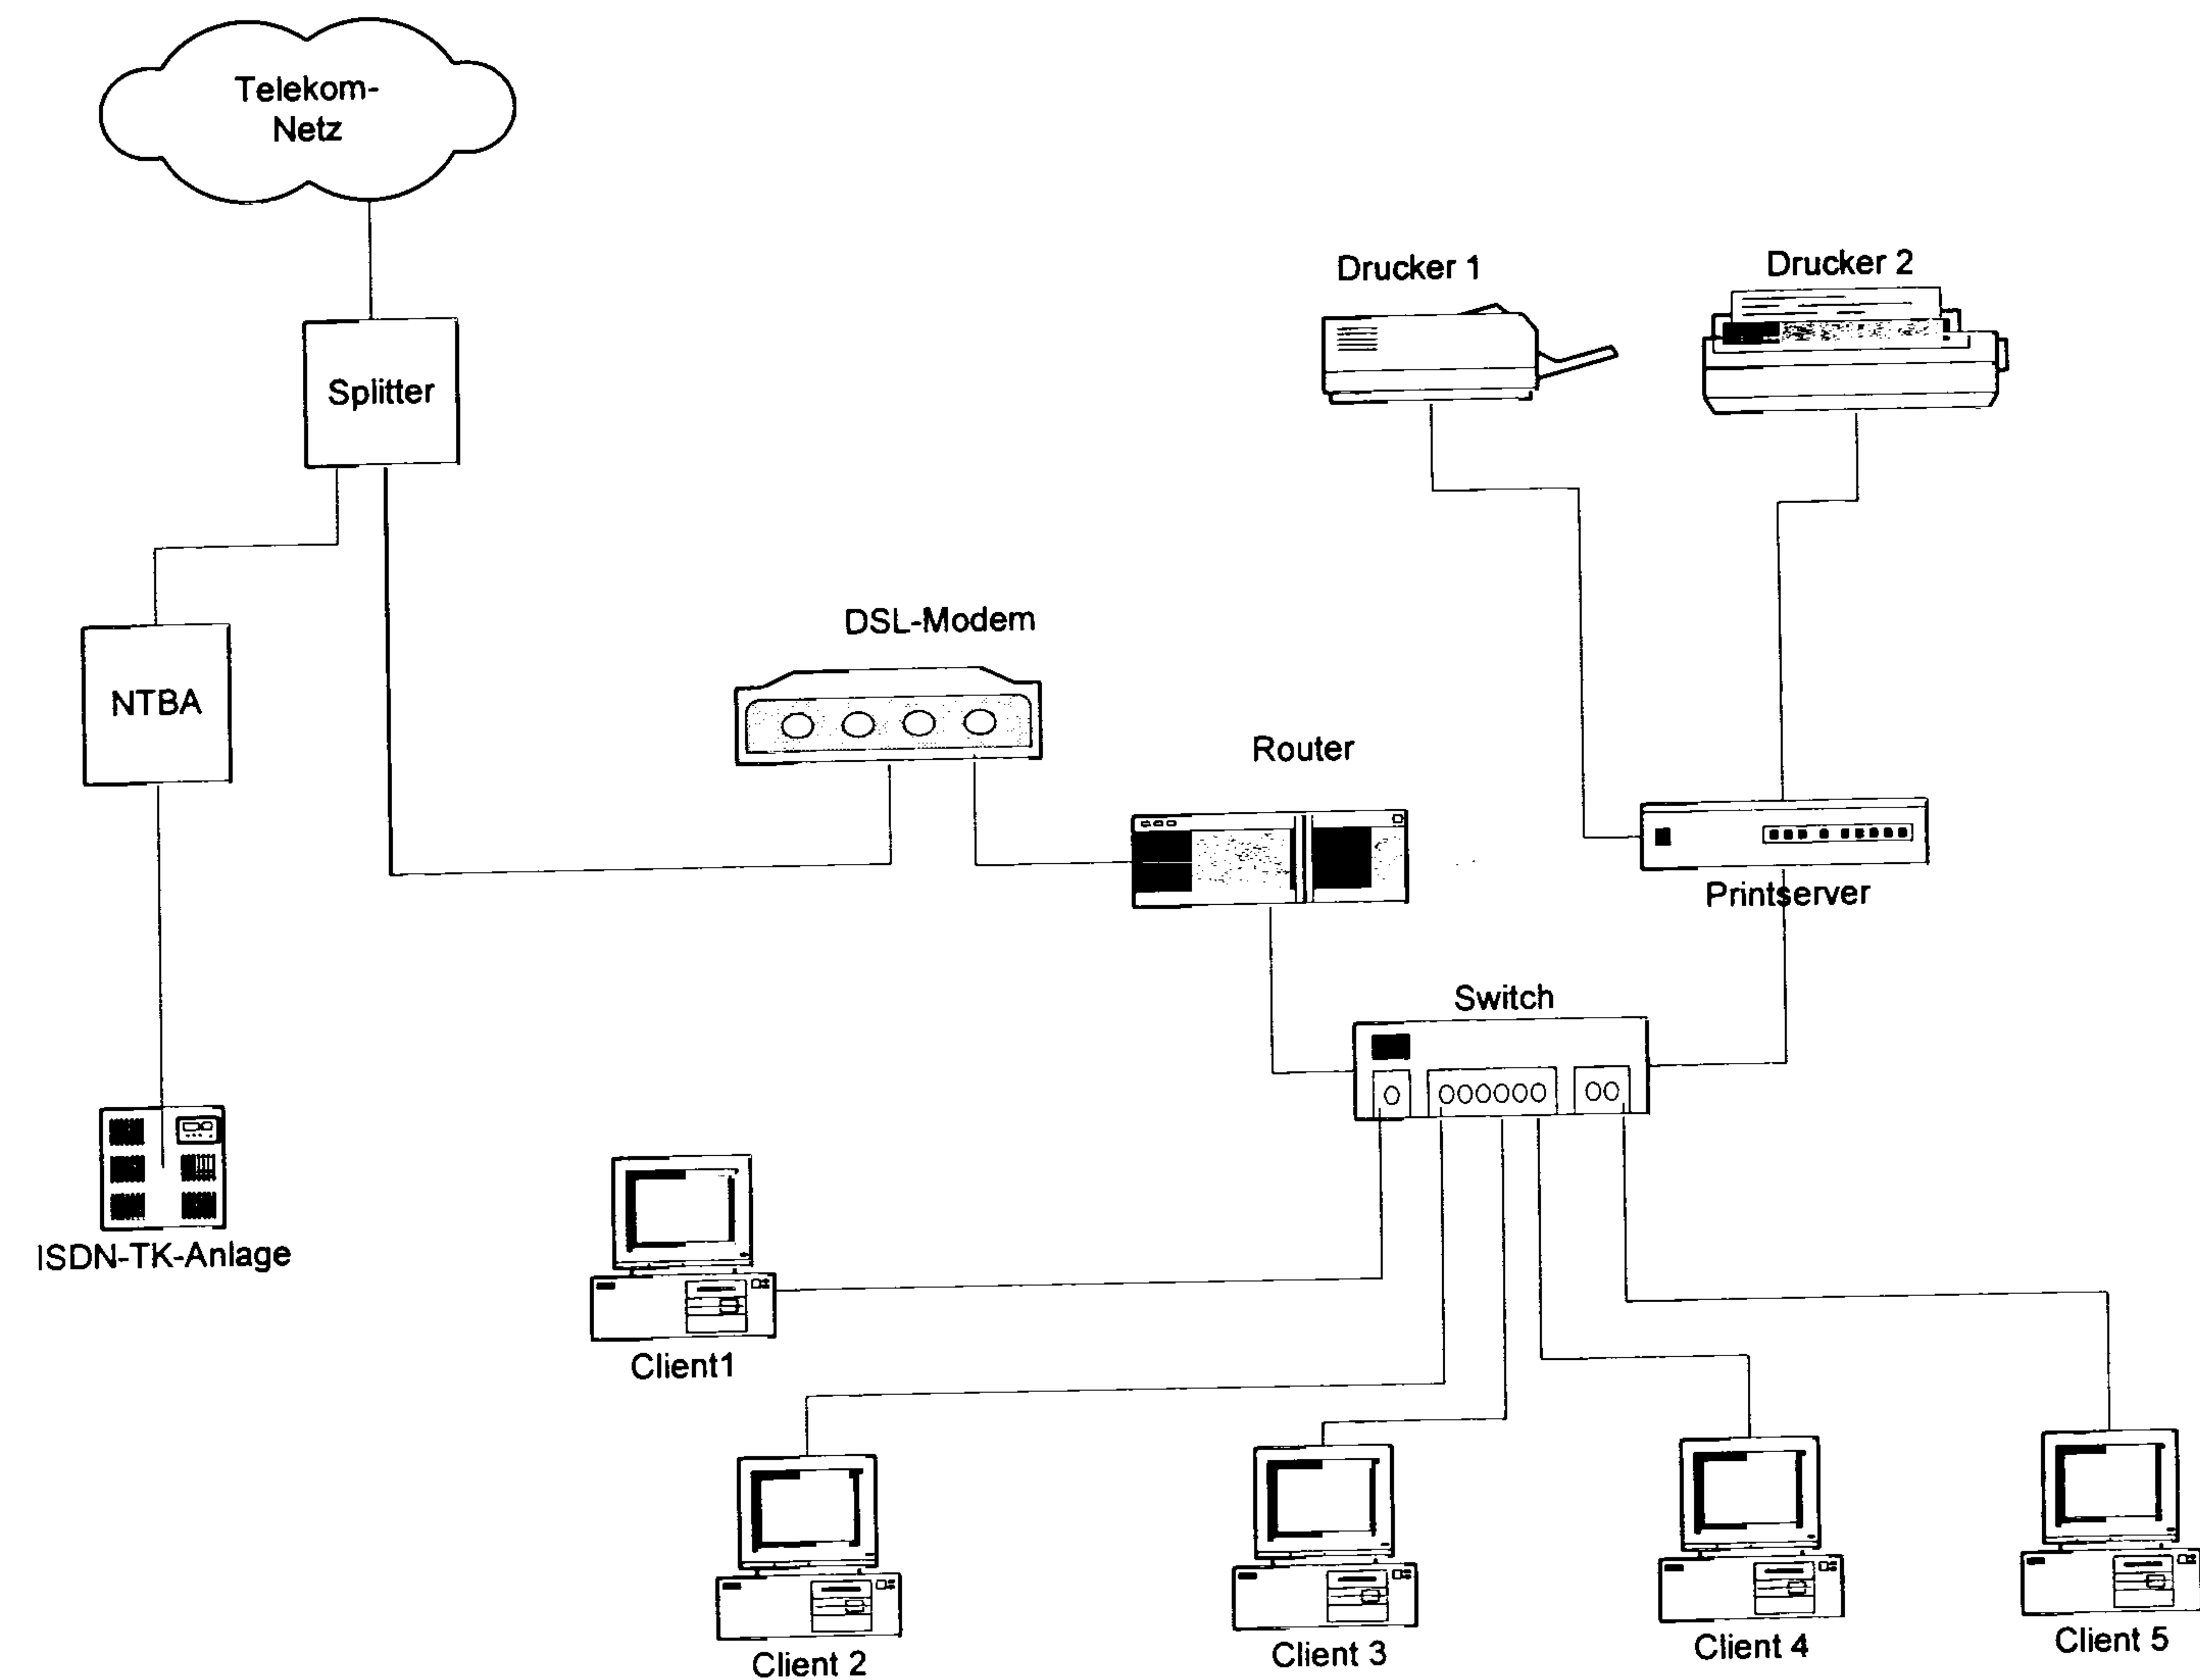 Telekom-
Netz
Drucker 1
Drucker 2
Splitter
DSL-Modem
NTBA
Router
Printserver
Switch
ISDN-TK-Anlage
Client1
Client 2
Client 3
Client 4
Client 5